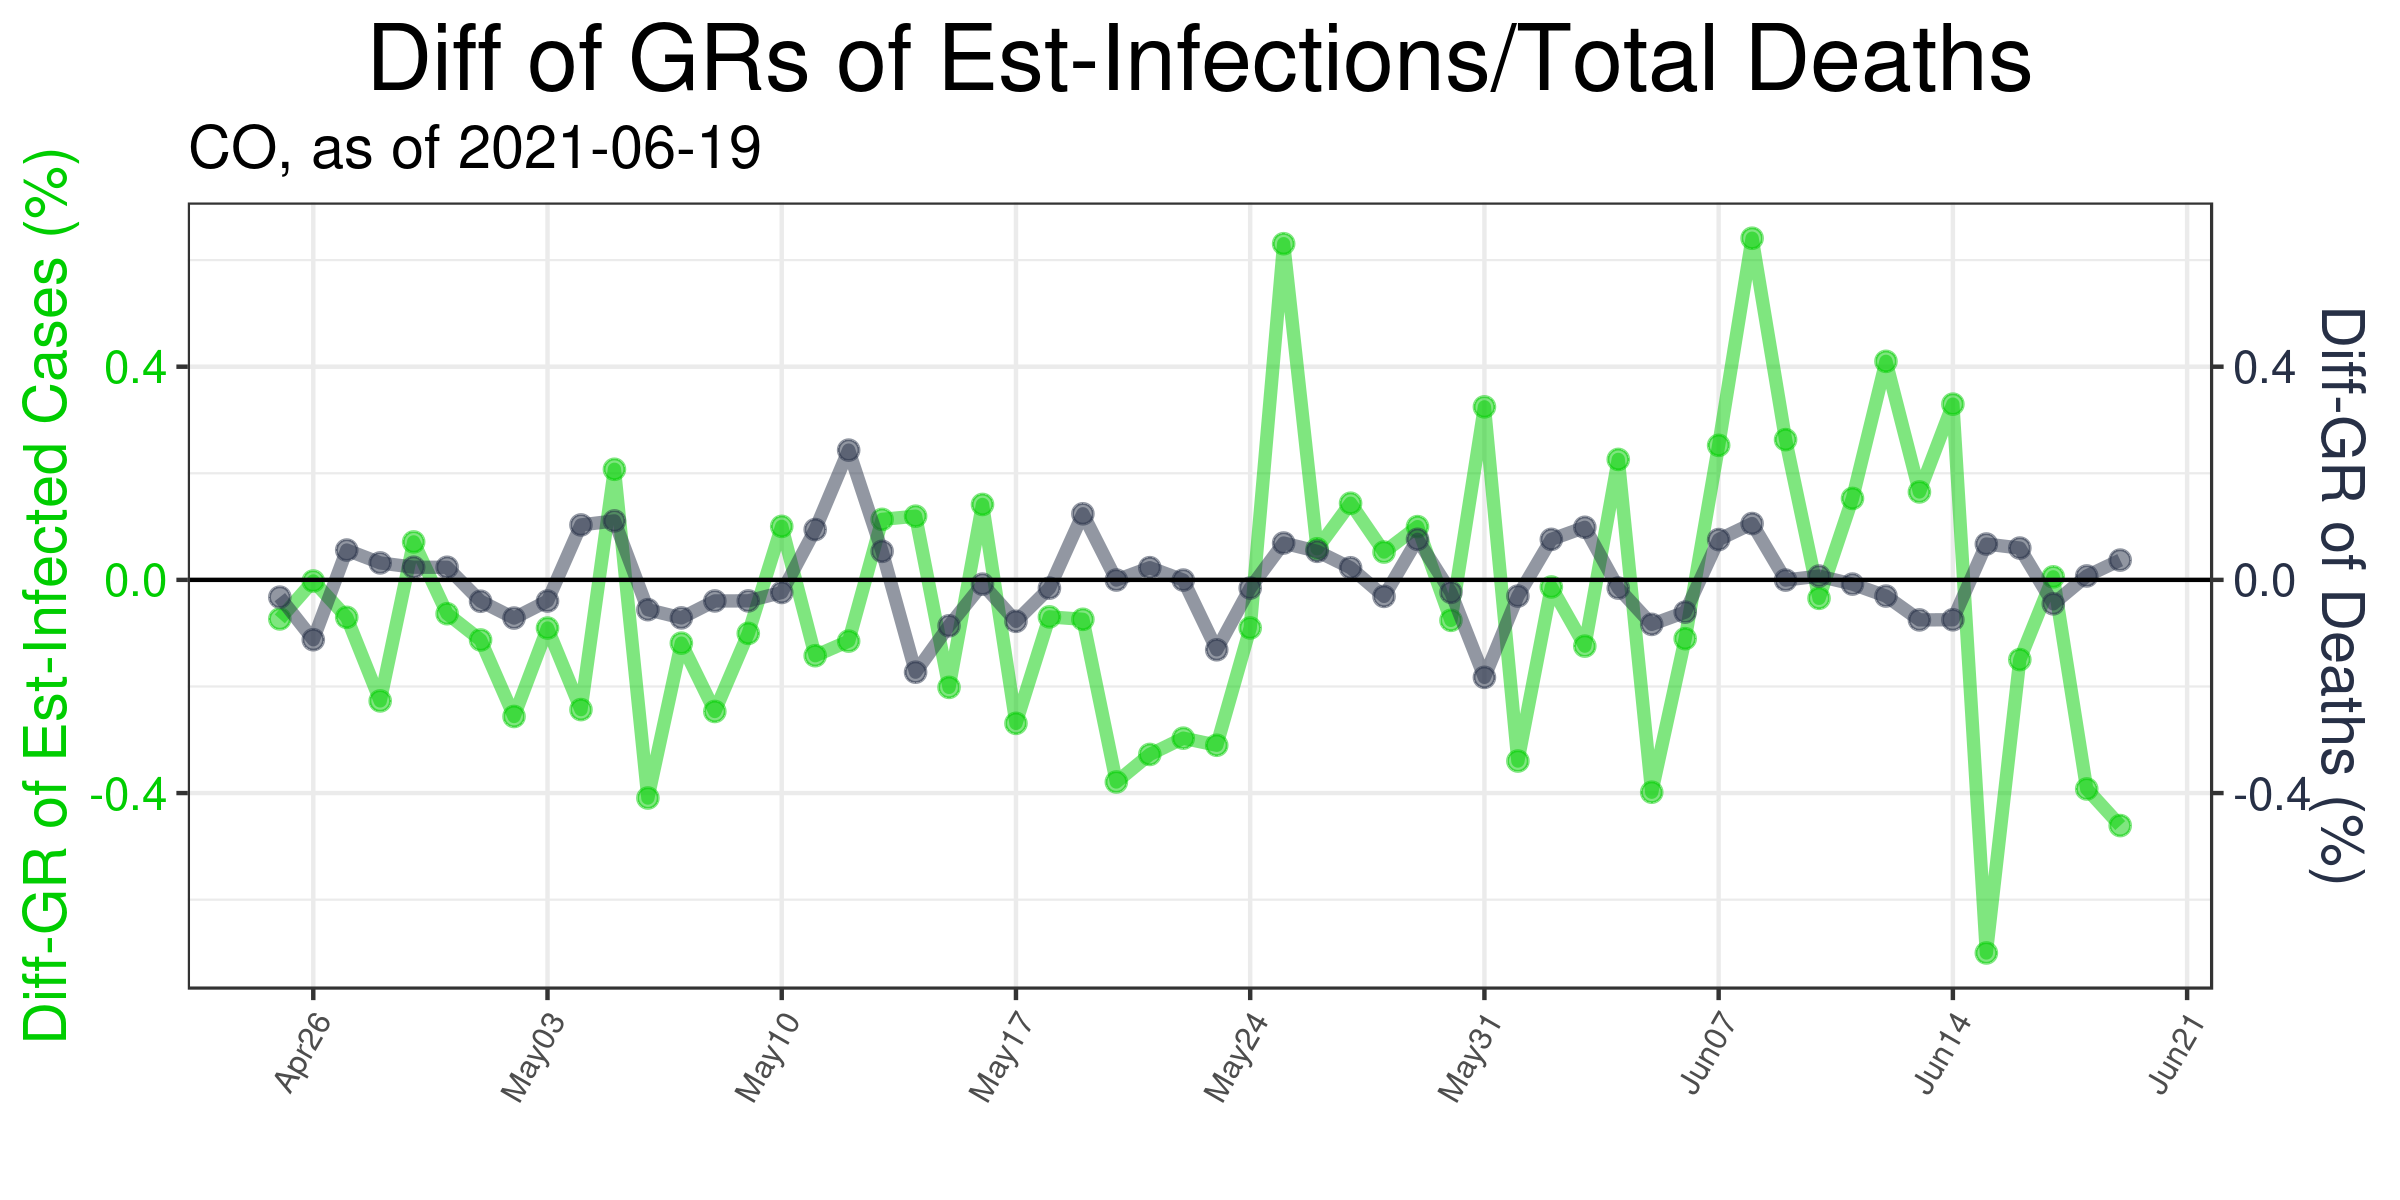 Diff of GRs of Est-Infections/Total Deaths
CO, as of 2021-06-19
Diff-GR of Est-Infected Cases (%)
0.4
0.0
-0.4
0.4
0.0
-0.4
Diff-GR of Deaths (%)
Apr26
May03
May10
May17
May24
May31
Jun07
Jun14
Jun21